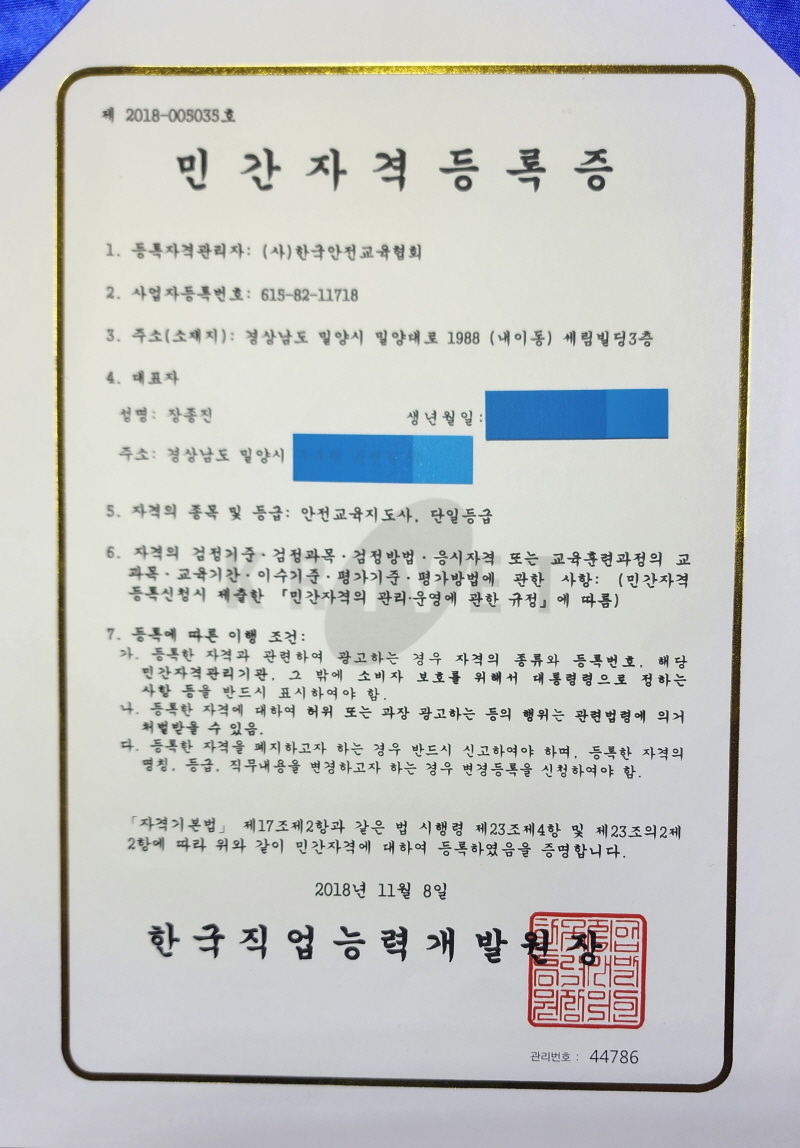 제 2018-005035호
민간자격등록증
1. 등록자격관리자: (사)한국안전교육협회
2. 사업자등록번호: 615-82-11718
3. 주소(소재지): 경상남도 밀양시 밀양대로 1988 (내이동) 세림빌딩3층
4. 대표자
성명: 장종진 생년월일:
주소: 경상남도 밀양시
5. 자격의 종목 및 등급: 안전교육지도사, 단일등급
6. 자격의 검정기준·검정과목·검정방법·응시자격 또는 교육훈련과정의 교
과목·교육기간·이수기준·평가기준·평가방법에 관한 사항: (민간자격
등록신청시 제출한 「민간자격의 관리·운영에 관한 규정」에 따름)
7. 등록에 따른 이행 조건:
가. 등록한 자격과 관련하여 광고하는 경우 자격의 종류와 등록번호, 해당
민간자격관리기관, 그 밖에 소비자 보호를 위해서 대통령령으로 정하는
사항 등을 반드시 표시하여야 함.
나. 등록한 자격에 대하여 허위 또는 과장 광고하는 등의 행위는 관련법령에 의거
처벌받을 수 있음.
다. 등록한 자격을 폐지하고자 하는 경우 반드시 신고하여야 하며, 등록한 자격의
명칭, 등급, 직무내용을 변경하고자 하는 경우 변경등록을 신청하여야 함.
「자격기본법」 제17조제2항과 같은 법 시행령 제23조제4항 및 제23조의2제
2항에 따라 위와 같이 민간자격에 대하여 등록하였음을 증명합니다.
2018년 11월 8일
한국직업능력개발원장
관리번호 : 44786